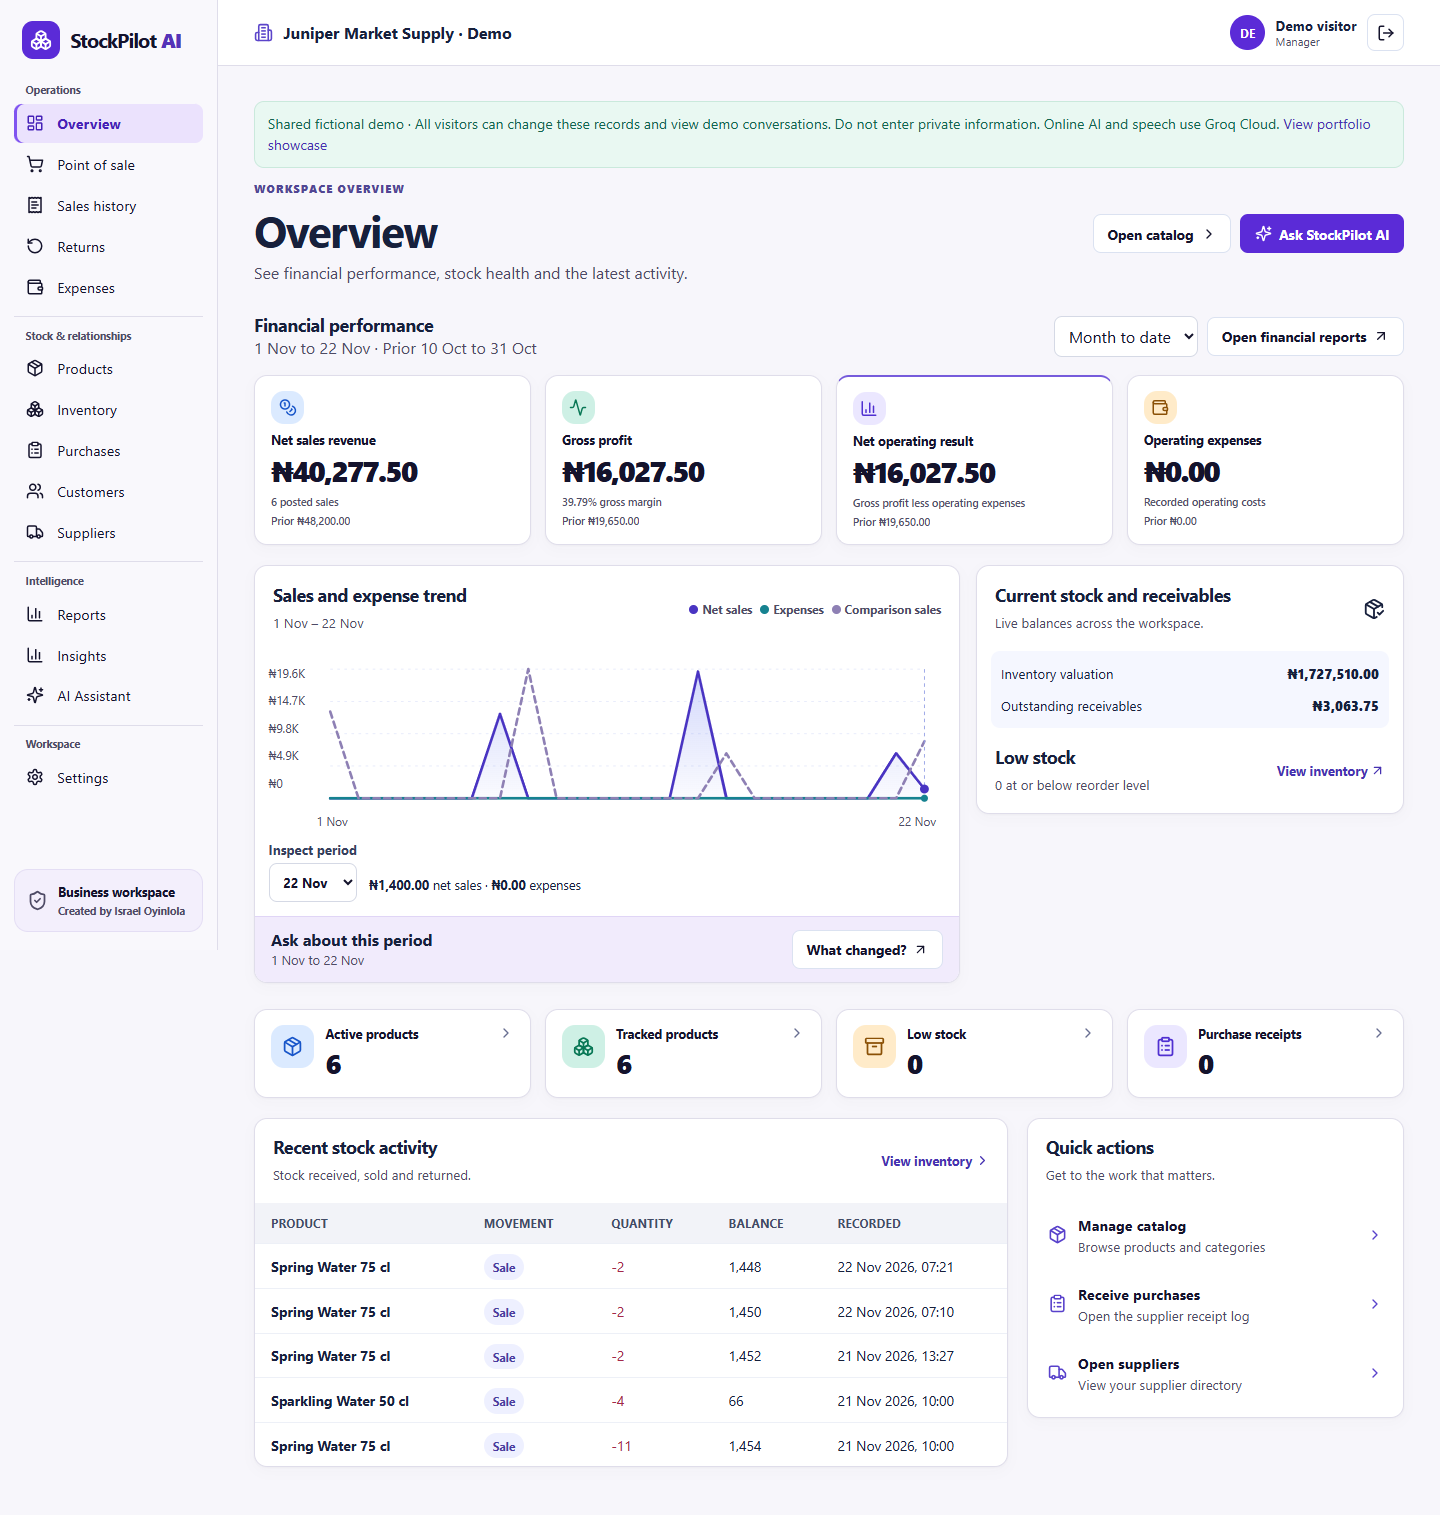 StockPilot AI
Operations
Overview
Point of sale
Sales history
Returns
Expenses
Stock & relationships
Products
Inventory
Purchases
Customers
Suppliers
Intelligence
Reports
Insights
AI Assistant
Workspace
Settings
Business workspace
Created by Israel Oyinlola
Juniper Market Supply · Demo
DE
Demo visitor
Manager
Shared fictional demo · All visitors can change these records and view demo conversations. Do not enter private information. Online AI and speech use Groq Cloud. View portfolio
showcase
WORKSPACE OVERVIEW
Overview
See financial performance, stock health and the latest activity.
Open catalog
Ask StockPilot AI
Financial performance
1 Nov to 22 Nov · Prior 10 Oct to 31 Oct
Month to date
Open financial reports
Net sales revenue
₦40,277.50
6 posted sales
Prior ₦48,200.00
Gross profit
₦16,027.50
39.79% gross margin
Prior ₦19,650.00
Net operating result
₦16,027.50
Gross profit less operating expenses
Prior ₦19,650.00
Operating expenses
₦0.00
Recorded operating costs
Prior ₦0.00
Sales and expense trend
1 Nov – 22 Nov
Net sales
Expenses
Comparison sales
₦19.6K
₦14.7K
₦9.8K
₦4.9K
₦0
1 Nov
22 Nov
Inspect period
22 Nov
₦1,400.00 net sales · ₦0.00 expenses
Ask about this period
1 Nov to 22 Nov
What changed?
Current stock and receivables
Live balances across the workspace.
Inventory valuation ₦1,727,510.00
Outstanding receivables ₦3,063.75
Low stock
0 at or below reorder level
View inventory
Active products
6
Tracked products
6
Low stock
0
Purchase receipts
0
Recent stock activity
Stock received, sold and returned.
View inventory
PRODUCT MOVEMENT QUANTITY BALANCE RECORDED
Spring Water 75 cl Sale -2 1,448 22 Nov 2026, 07:21
Spring Water 75 cl Sale -2 1,450 22 Nov 2026, 07:10
Spring Water 75 cl Sale -2 1,452 21 Nov 2026, 13:27
Sparkling Water 50 cl Sale -4 66 21 Nov 2026, 10:00
Spring Water 75 cl Sale -11 1,454 21 Nov 2026, 10:00
Quick actions
Get to the work that matters.
Manage catalog
Browse products and categories
Receive purchases
Open the supplier receipt log
Open suppliers
View your supplier directory